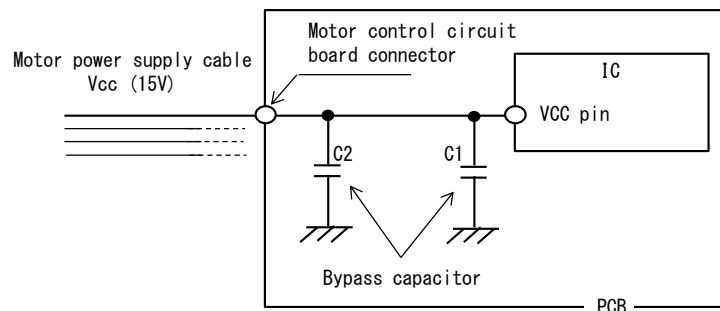 Motor control circuit
board connector
Motor power supply cable
Vcc (15V)
IC
VCC pin
C2
C1
Bypass capacitor
PCB